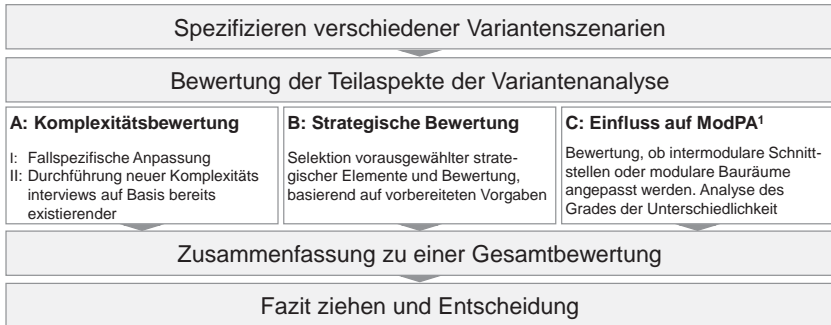 Spezifizieren verschiedener Variantenszenarien
Bewertung der Teilaspekte der Variantenanalyse
A: Komplexitätsbewertung
I: Fallspezifische Anpassung
II: Durchführung neuer Komplexitäts
interviews auf Basis bereits
existierender
B: Strategische Bewertung
Selektion vorausgewählter strate-
gischer Elemente und Bewertung,
basierend auf vorbereiteten Vorgaben
C: Einfluss auf ModPA¹
Bewertung, ob intermodulare Schnitt-
stellen oder modulare Bauräume
angepasst werden. Analyse des
Grades der Unterschiedlichkeit
Zusammenfassung zu einer Gesamtbewertung
Fazit ziehen und Entscheidung